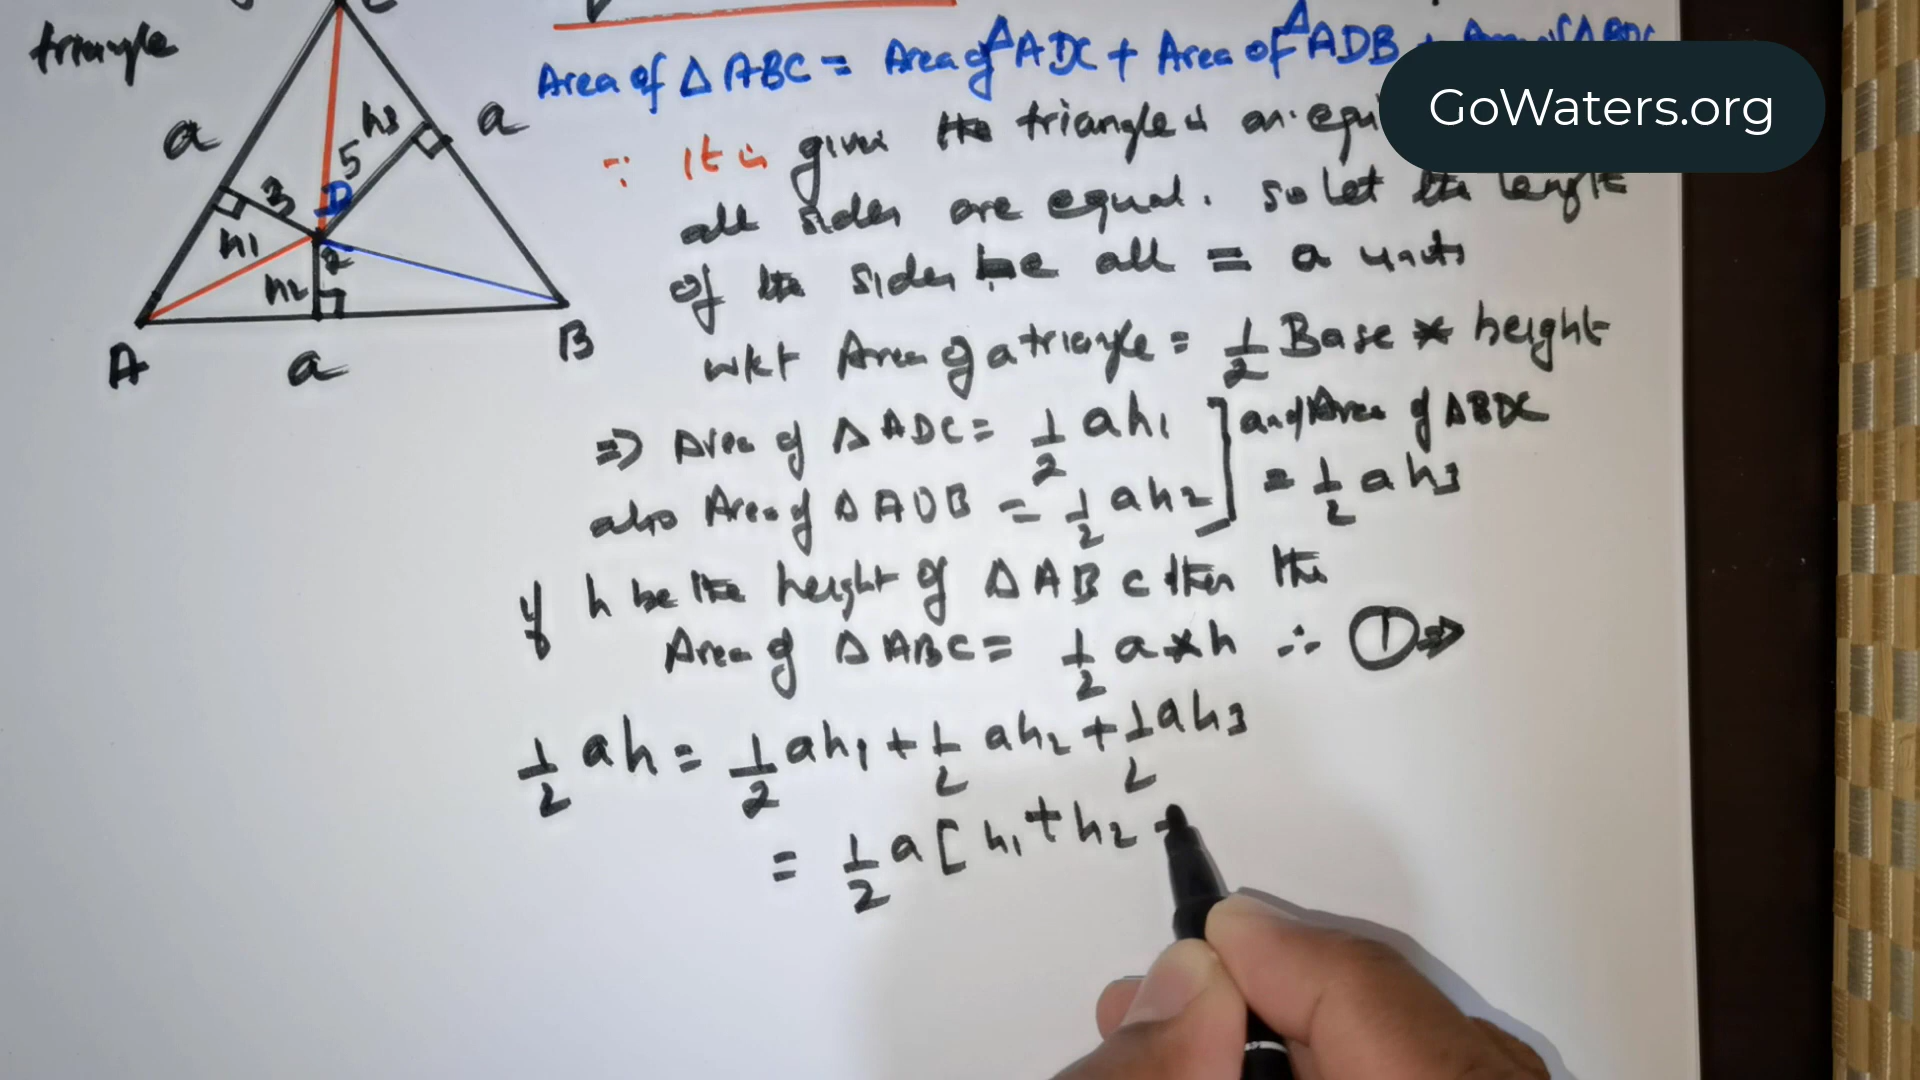 triangle
Area of Δ ABC = Area of Δ ADC + Area of Δ ADB +
GoWaters.org
∵ It is given the triangle is an equi
all sides are equal. so let the length
of the sides be all = a units
wkt Area of a triangle = 1/2 Base * height
⇒ Area of Δ ADC = 1/2 ah1 ] and Area of ΔBDC
also Area of Δ ADB = 1/2 ah2 ] = 1/2 a h3
if h be the height of Δ ABC then the
Area of Δ ABC = 1/2 a*h ∴ ① ⇒
1/2 ah = 1/2 ah1 + 1/2 ah2 + 1/2 ah3
= 1/2 a [ h1 + h2
C
a
h3
a
5
3
D
h1
2
h2
A
B
a